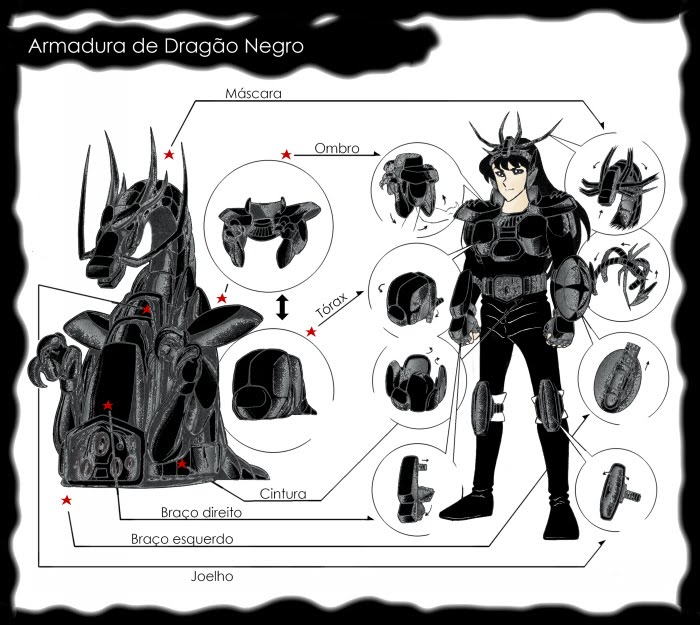 Armadura de Dragão Negro
Máscara
Ombro
Tórax
Cintura
Braço direito
Braço esquerdo
Joelho